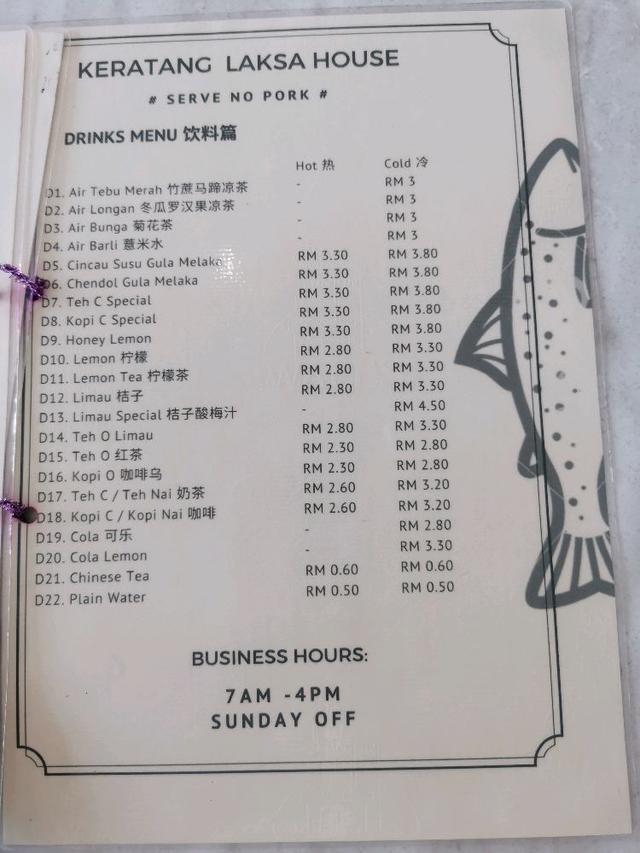 KERATANG LAKSA HOUSE
# SERVE NO PORK #
DRINKS MENU 饮料篇
Hot 热 Cold 冷
D1. Air Tebu Merah 竹蔗马蹄凉茶 - RM 3
D2. Air Longan 冬瓜罗汉果凉茶 - RM 3
D3. Air Bunga 菊花茶 - RM 3
D4. Air Barli 薏米水 - RM 3
D5. Cincau Susu Gula Melaka RM 3.30 RM 3.80
D6. Chendol Gula Melaka RM 3.30 RM 3.80
D7. Teh C Special RM 3.30 RM 3.80
D8. Kopi C Special RM 3.30 RM 3.80
D9. Honey Lemon RM 3.30 RM 3.80
D10. Lemon 柠檬 RM 2.80 RM 3.30
D11. Lemon Tea 柠檬茶 RM 2.80 RM 3.30
D12. Limau 桔子 RM 2.80 RM 3.30
D13. Limau Special 桔子酸梅汁 - RM 4.50
D14. Teh O Limau RM 2.80 RM 3.30
D15. Teh O 红茶 RM 2.30 RM 2.80
D16. Kopi O 咖啡乌 RM 2.30 RM 2.80
D17. Teh C / Teh Nai 奶茶 RM 2.60 RM 3.20
D18. Kopi C / Kopi Nai 咖啡 RM 2.60 RM 3.20
D19. Cola 可乐 - RM 2.80
D20. Cola Lemon - RM 3.30
D21. Chinese Tea RM 0.60 RM 0.60
D22. Plain Water RM 0.50 RM 0.50
BUSINESS HOURS:
7AM -4PM
SUNDAY OFF